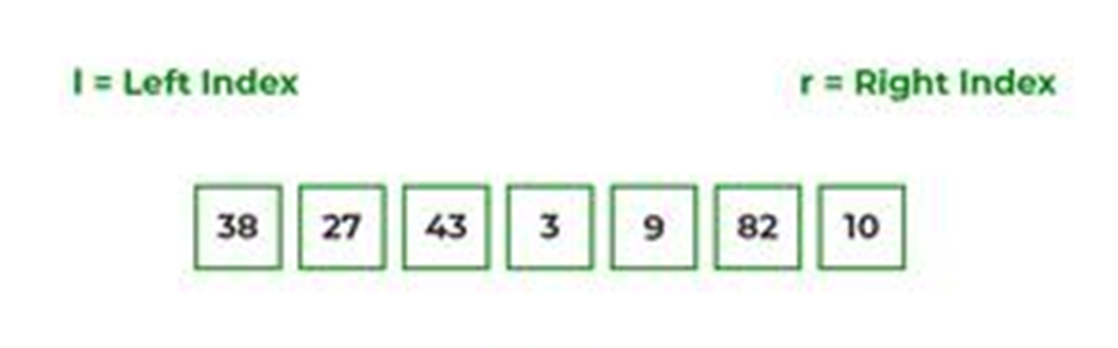 l = Left Index r = Right Index
38 27 43 3 9 82 10